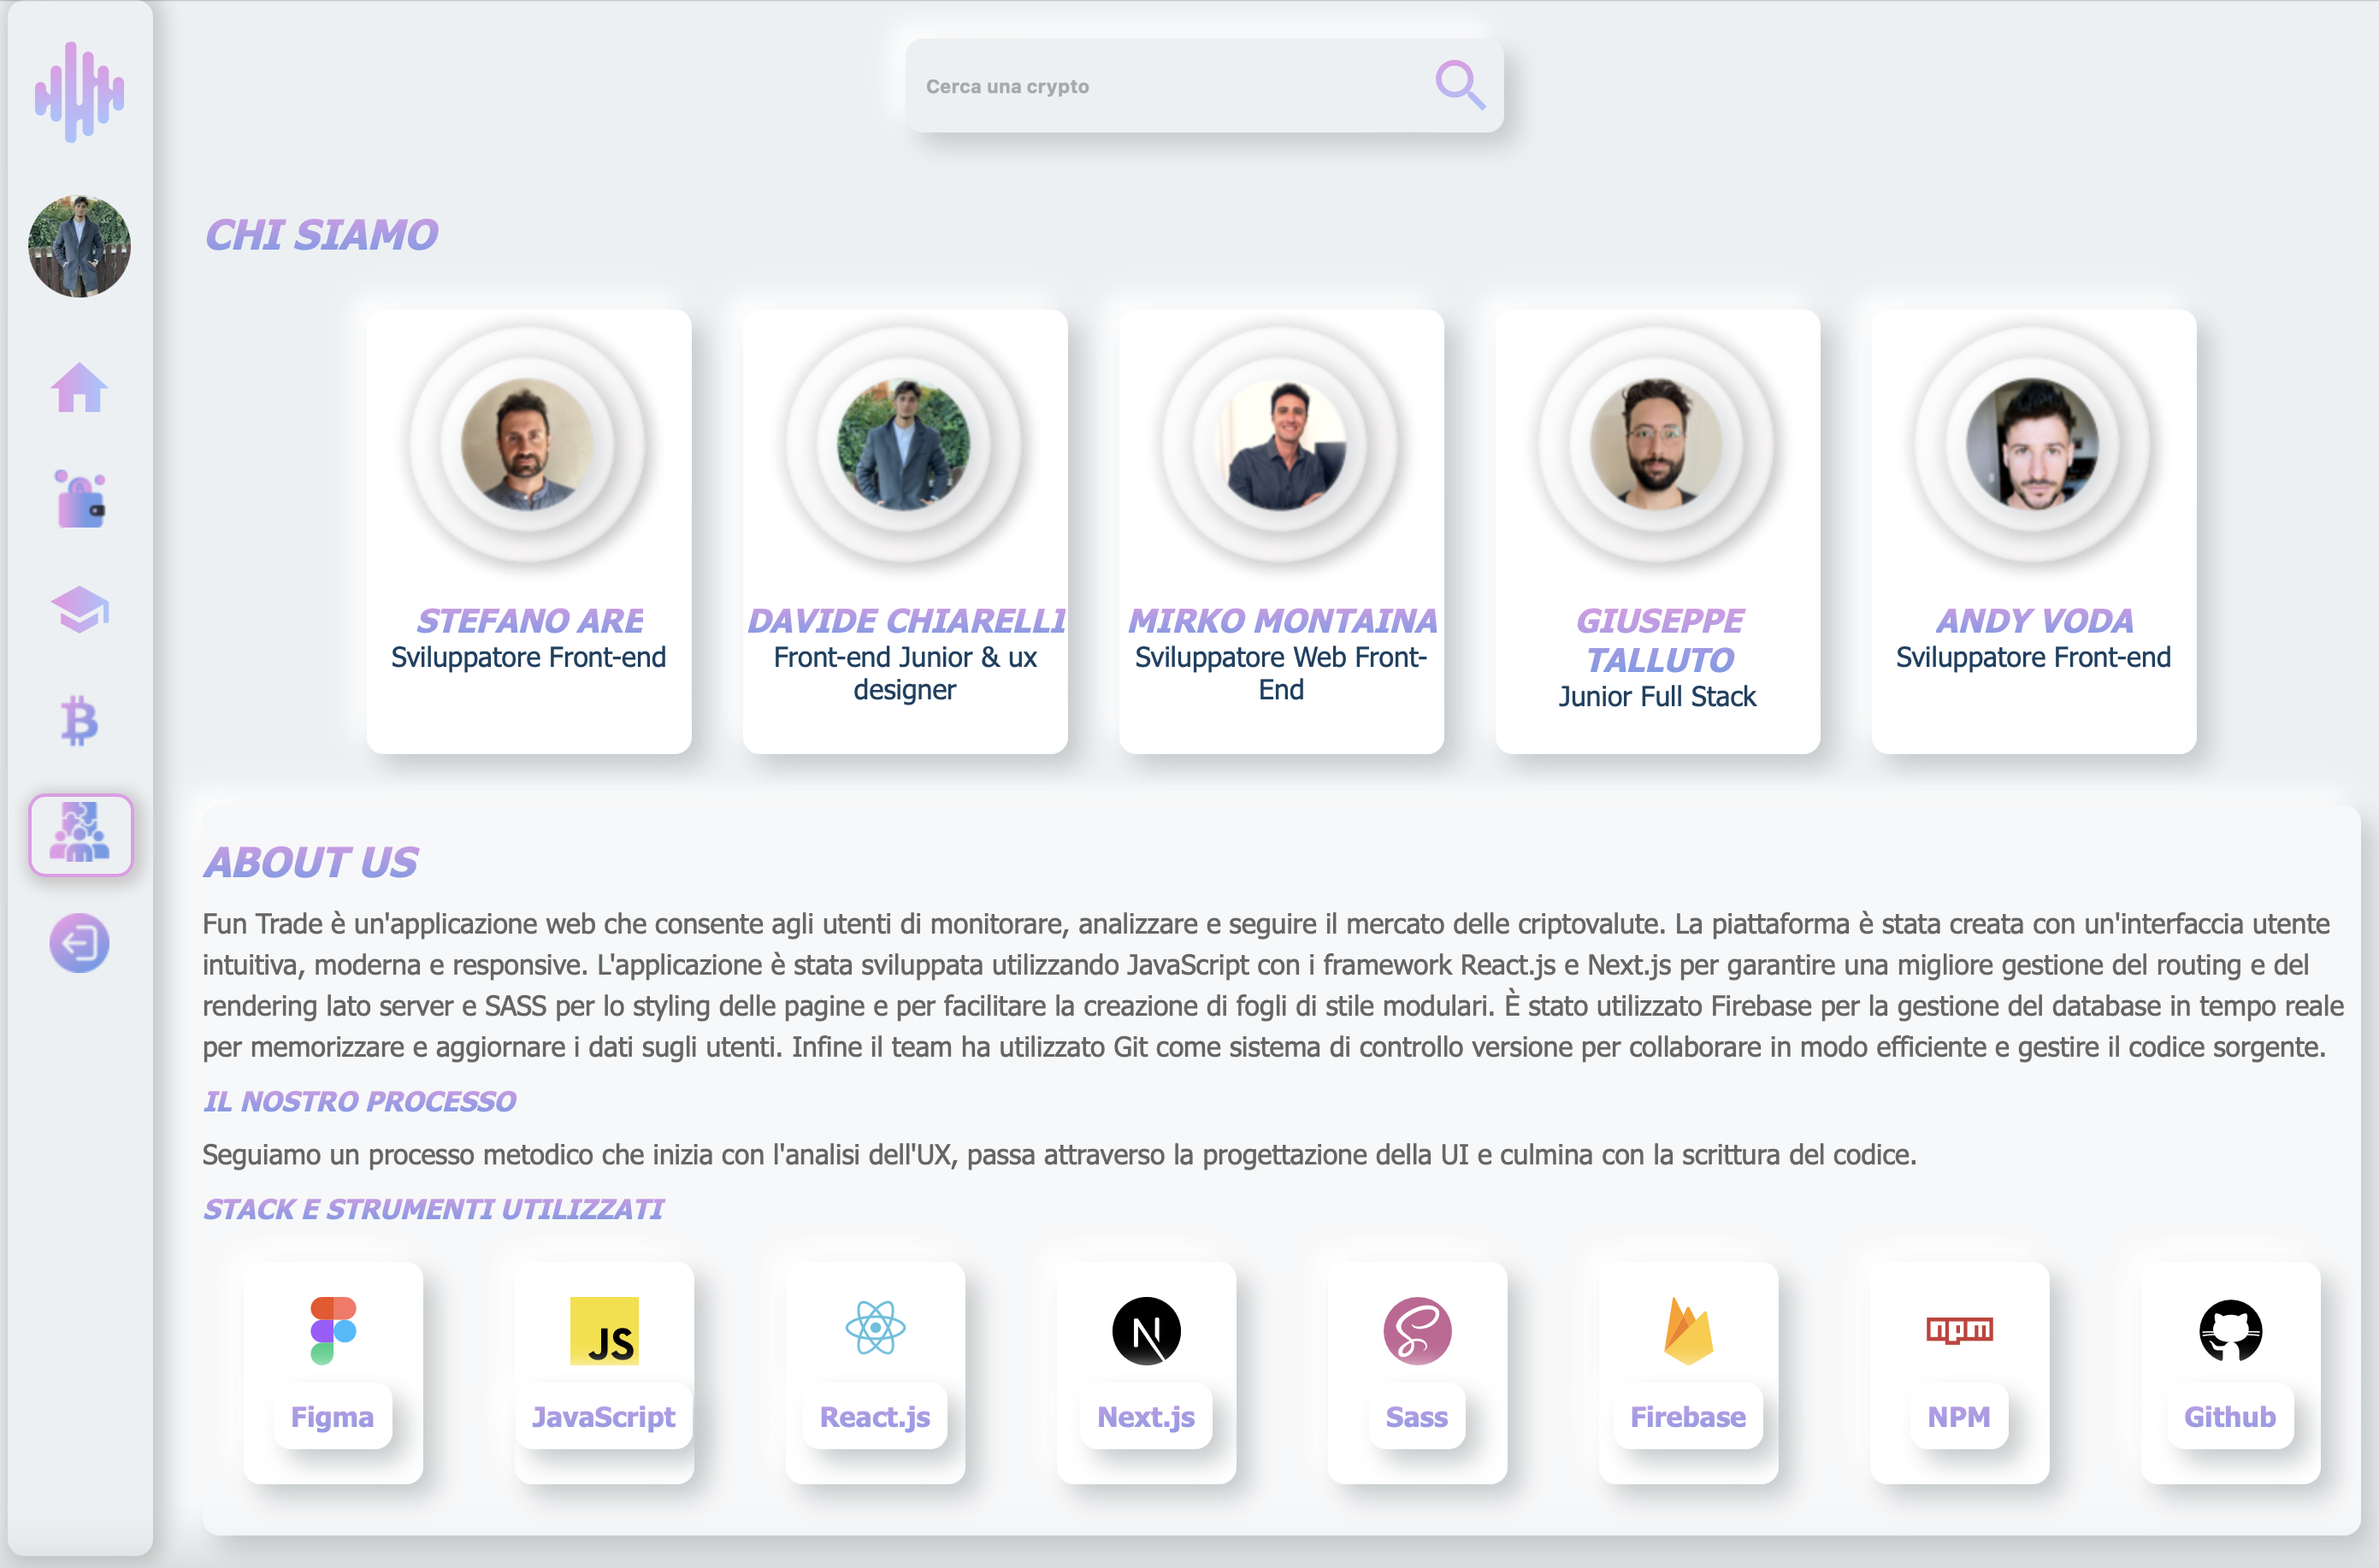 Cerca una crypto
CHI SIAMO
STEFANO ARE
Sviluppatore Front-end
DAVIDE CHIARELLI
Front-end Junior & ux
designer
MIRKO MONTAINA
Sviluppatore Web Front-
End
GIUSEPPE
TALLUTO
Junior Full Stack
ANDY VODA
Sviluppatore Front-end
ABOUT US
Fun Trade è un'applicazione web che consente agli utenti di monitorare, analizzare e seguire il mercato delle criptovalute. La piattaforma è stata creata con un'interfaccia utente
intuitiva, moderna e responsive. L'applicazione è stata sviluppata utilizzando JavaScript con i framework React.js e Next.js per garantire una migliore gestione del routing e del
rendering lato server e SASS per lo styling delle pagine e per facilitare la creazione di fogli di stile modulari. È stato utilizzato Firebase per la gestione del database in tempo reale
per memorizzare e aggiornare i dati sugli utenti. Infine il team ha utilizzato Git come sistema di controllo versione per collaborare in modo efficiente e gestire il codice sorgente.
IL NOSTRO PROCESSO
Seguiamo un processo metodico che inizia con l'analisi dell'UX, passa attraverso la progettazione della UI e culmina con la scrittura del codice.
STACK E STRUMENTI UTILIZZATI
JS
N
npm
Figma
JavaScript
React.js
Next.js
Sass
Firebase
NPM
Github